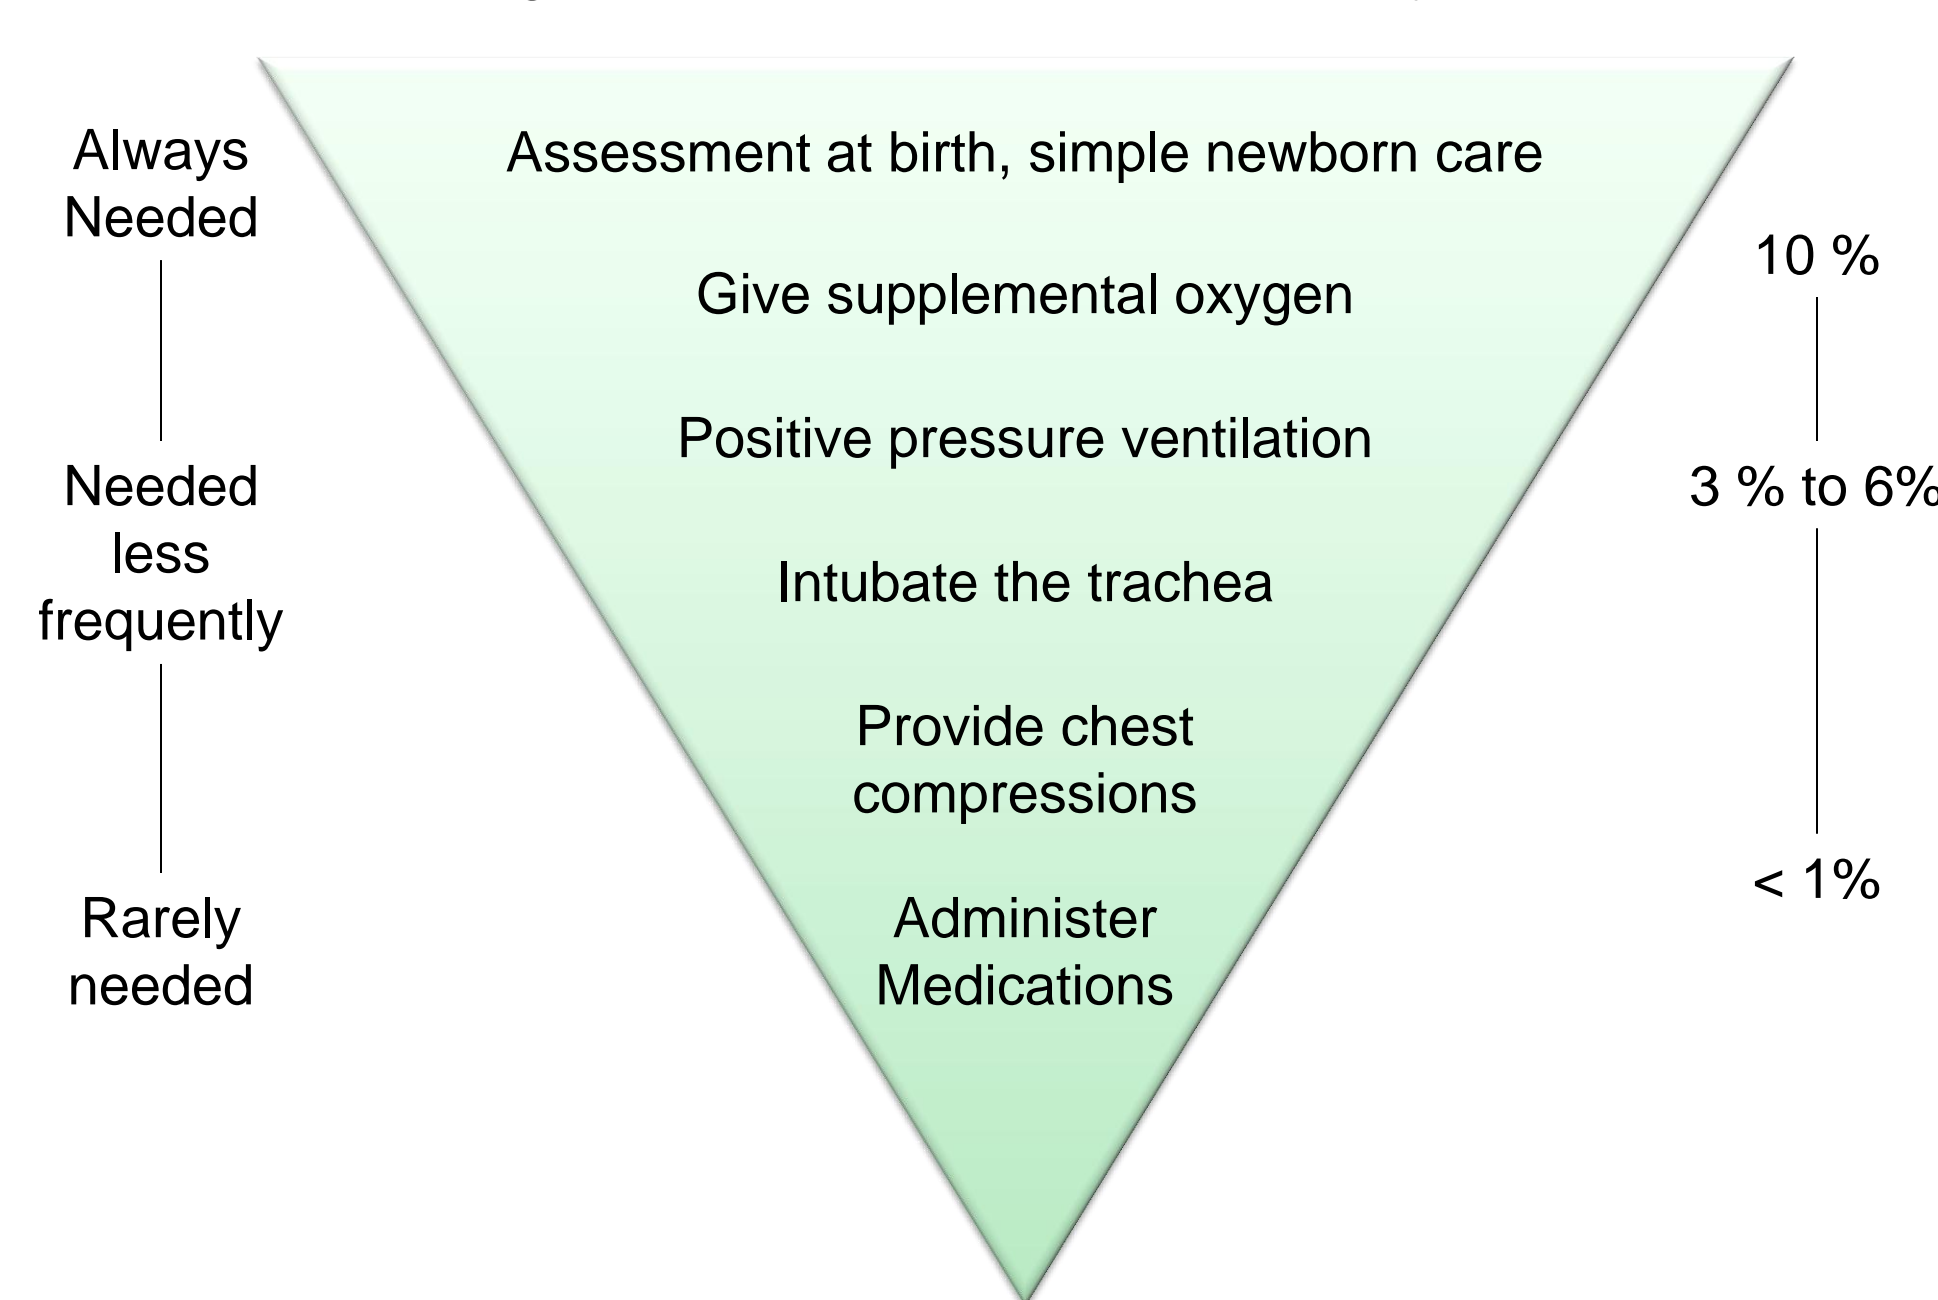 Always
Needed
Assessment at birth, simple newborn care
10 %
Give supplemental oxygen
Positive pressure ventilation
Needed
less
frequently
3 % to 6%
Intubate the trachea
Provide chest
compressions
< 1%
Rarely
needed
Administer
Medications